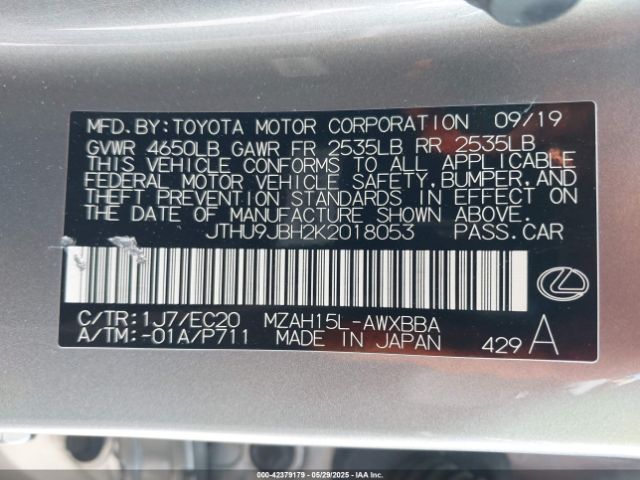 MFD.BY:TOYOTA MOTOR CORPORATION 09/19
GVWR 4650LB GAWR FR 2535LB RR 2535LB
THIS VEHICLE CONFORMS TO ALL APPLICABLE
FEDERAL MOTOR VEHICLE SAFETY, BUMPER, AND
THEFT PREVENTION STANDARDS IN EFFECT ON
THE DATE OF MANUFACTURE SHOWN ABOVE.
JTHU9JBH2K2018053 PASS.CAR
C/TR:1J7/EC20 MZAH15L-AWXBBA
A/TM:-01A/P711 MADE IN JAPAN 429 A
000-42379179 - 05/29/2025 - IAAI.COM